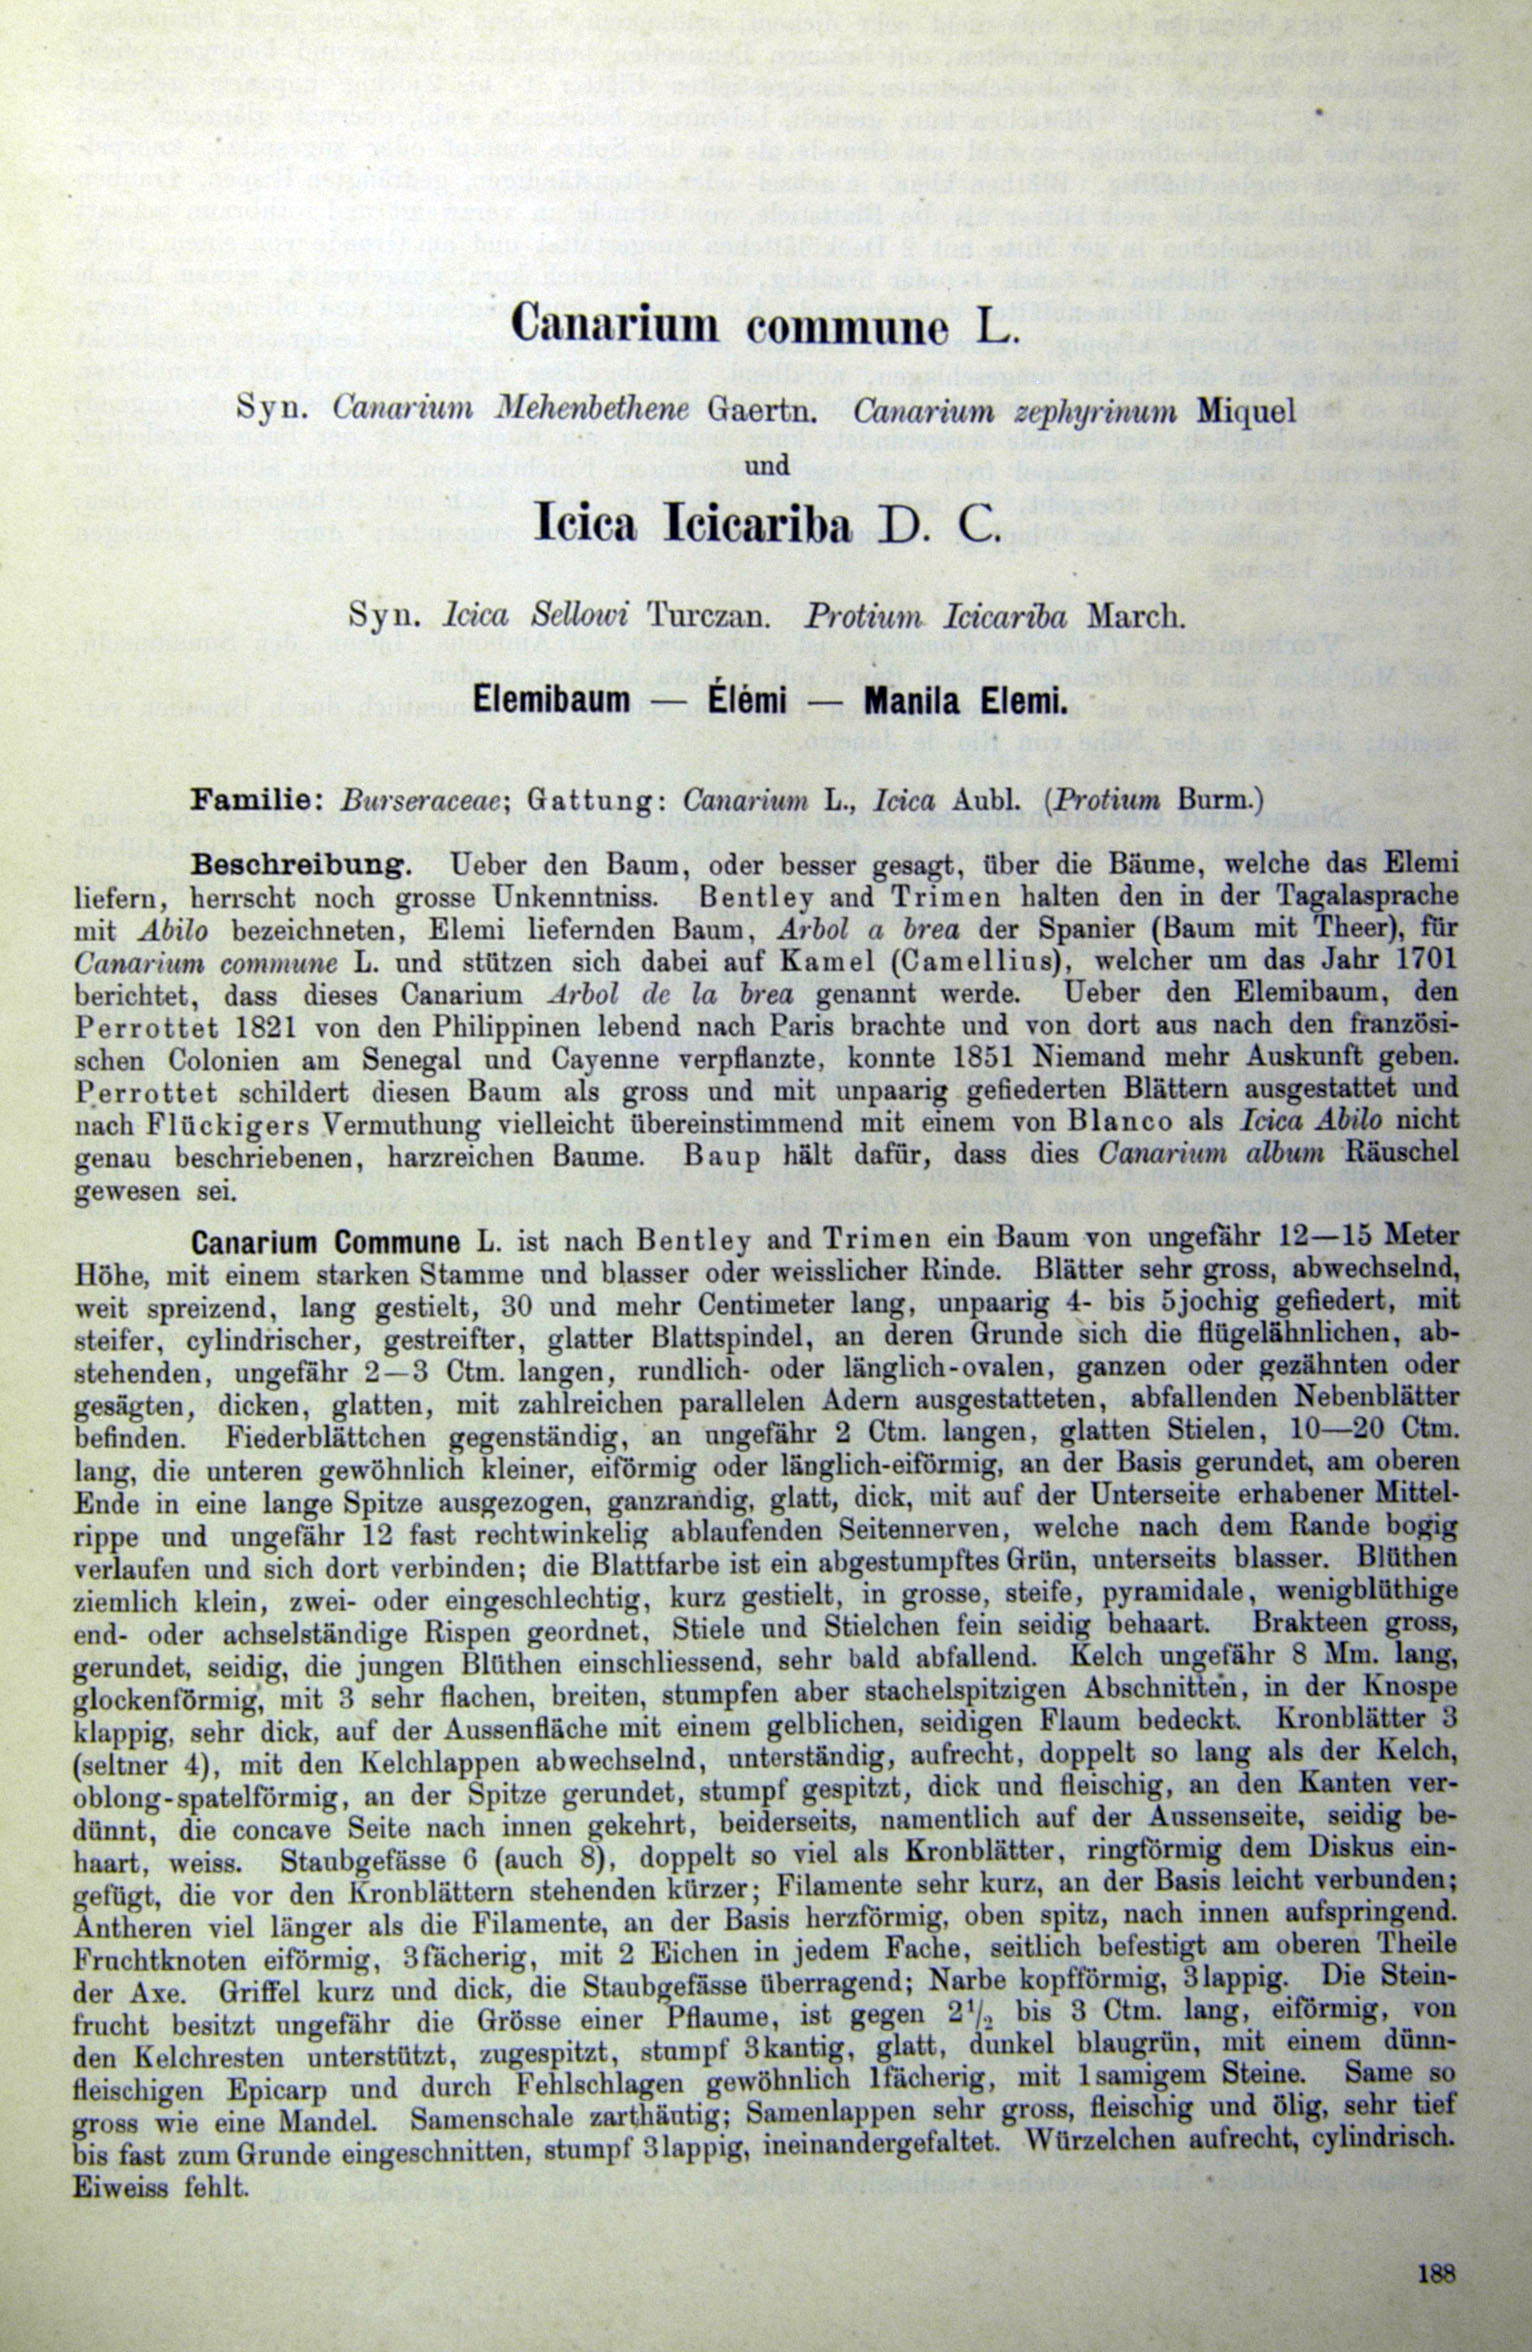 Canarium commune L.
Syn. Canarium Mehenbethene Gaertn. Canarium zephyrinum Miquel
und
Icica Icicariba D. C.
Syn. Icica Sellowi Turczan. Protium Icicariba March.
Elemibaum — Élémi — Manila Elemi.
Familie: Burseraceae; Gattung: Canarium L., Icica Aubl. (Protium Burm.)
Beschreibung. Ueber den Baum, oder besser gesagt, über die Bäume, welche das Elemi
liefern, herrscht noch grosse Unkenntniss. Bentley and Trimen halten den in der Tagalasprache
mit Abilo bezeichneten, Elemi liefernden Baum, Arbol a brea der Spanier (Baum mit Theer), für
Canarium commune L. und stützen sich dabei auf Kamel (Camellius), welcher um das Jahr 1701
berichtet, dass dieses Canarium Arbol de la brea genannt werde. Ueber den Elemibaum, den
Perrottet 1821 von den Philippinen lebend nach Paris brachte und von dort aus nach den französi-
schen Colonien am Senegal und Cayenne verpflanzte, konnte 1851 Niemand mehr Auskunft geben.
Perrottet schildert diesen Baum als gross und mit unpaarig gefiederten Blättern ausgestattet und
nach Flückigers Vermuthung vielleicht übereinstimmend mit einem von Blanco als Icica Abilo nicht
genau beschriebenen, harzreichen Baume. Baup hält dafür, dass dies Canarium album Räuschel
gewesen sei.
Canarium Commune L. ist nach Bentley and Trimen ein Baum von ungefähr 12—15 Meter
Höhe, mit einem starken Stamme und blasser oder weisslicher Rinde. Blätter sehr gross, abwechselnd,
weit spreizend, lang gestielt, 30 und mehr Centimeter lang, unpaarig 4- bis 5jochig gefiedert, mit
steifer, cylindrischer, gestreifter, glatter Blattspindel, an deren Grunde sich die flügelähnlichen, ab-
stehenden, ungefähr 2—3 Ctm. langen, rundlich- oder länglich-ovalen, ganzen oder gezähnten oder
gesägten, dicken, glatten, mit zahlreichen parallelen Adern ausgestatteten, abfallenden Nebenblätter
befinden. Fiederblättchen gegenständig, an ungefähr 2 Ctm. langen, glatten Stielen, 10—20 Ctm.
lang, die unteren gewöhnlich kleiner, eiförmig oder länglich-eiförmig, an der Basis gerundet, am oberen
Ende in eine lange Spitze ausgezogen, ganzrandig, glatt, dick, mit auf der Unterseite erhabener Mittel-
rippe und ungefähr 12 fast rechtwinkelig ablaufenden Seitennerven, welche nach dem Rande bogig
verlaufen und sich dort verbinden; die Blattfarbe ist ein abgestumpftes Grün, unterseits blasser. Blüthen
ziemlich klein, zwei- oder eingeschlechtig, kurz gestielt, in grosse, steife, pyramidale, wenigblüthige
end- oder achselständige Rispen geordnet, Stiele und Stielchen fein seidig behaart. Brakteen gross,
gerundet, seidig, die jungen Blüthen einschliessend, sehr bald abfallend. Kelch ungefähr 8 Mm. lang,
glockenförmig, mit 3 sehr flachen, breiten, stumpfen aber stachelspitzigen Abschnitten, in der Knospe
klappig, sehr dick, auf der Aussenfläche mit einem gelblichen, seidigen Flaum bedeckt. Kronblätter 3
(seltner 4), mit den Kelchlappen abwechselnd, unterständig, aufrecht, doppelt so lang als der Kelch,
oblong-spatelförmig, an der Spitze gerundet, stumpf gespitzt, dick und fleischig, an den Kanten ver-
dünnt, die concave Seite nach innen gekehrt, beiderseits, namentlich auf der Aussenseite, seidig be-
haart, weiss. Staubgefässe 6 (auch 8), doppelt so viel als Kronblätter, ringförmig dem Diskus ein-
gefügt, die vor den Kronblättern stehenden kürzer; Filamente sehr kurz, an der Basis leicht verbunden;
Antheren viel länger als die Filamente, an der Basis herzförmig, oben spitz, nach innen aufspringend.
Fruchtknoten eiförmig, 3fächerig, mit 2 Eichen in jedem Fache, seitlich befestigt am oberen Theile
der Axe. Griffel kurz und dick, die Staubgefässe überragend; Narbe kopfförmig, 3lappig. Die Stein-
frucht besitzt ungefähr die Grösse einer Pflaume, ist gegen 2½ bis 3 Ctm. lang, eiförmig, von
den Kelchresten unterstützt, zugespitzt, stumpf 3kantig, glatt, dunkel blaugrün, mit einem dünn-
fleischigen Epicarp und durch Fehlschlagen gewöhnlich 1fächerig, mit 1samigem Steine. Same so
gross wie eine Mandel. Samenschale zarthäutig; Samenlappen sehr gross, fleischig und ölig, sehr tief
bis fast zum Grunde eingeschnitten, stumpf 3lappig, ineinandergefaltet. Würzelchen aufrecht, cylindrisch.
Eiweiss fehlt.
188